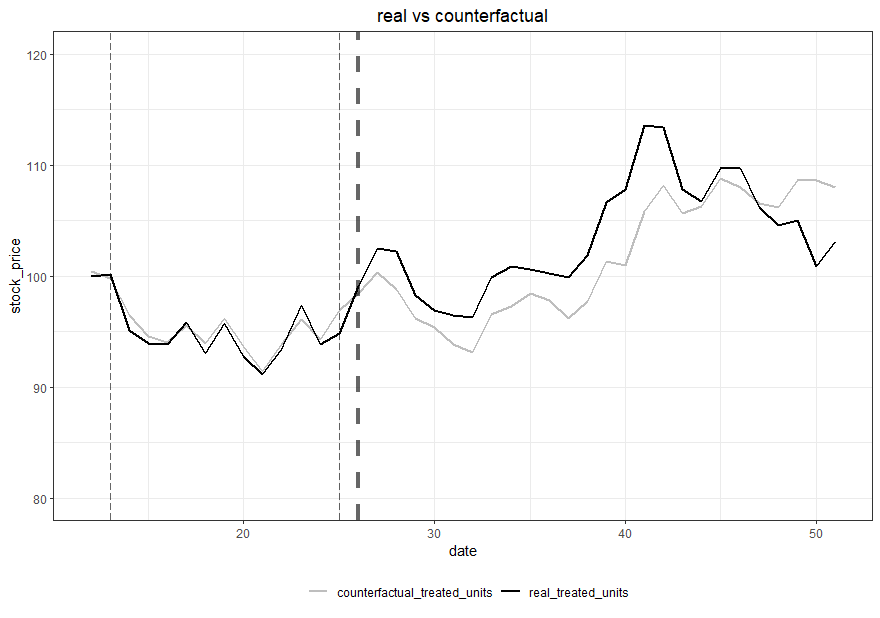 real vs counterfactual
120
110
100
90
80
stock_price
20
30
40
50
date
counterfactual_treated_units
real_treated_units